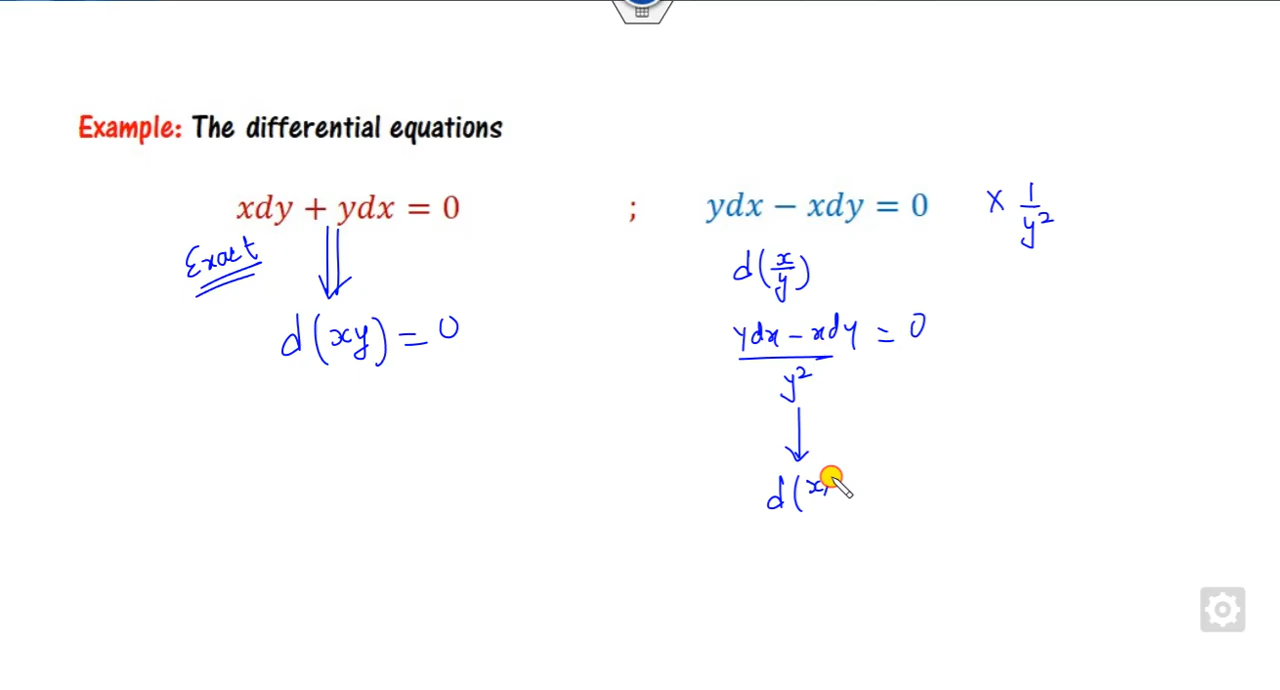 Example: The differential equations
xdy + ydx = 0 ; ydx − xdy = 0 × 1/y²
Exact
d(x/y)
d(xy) = 0
(ydx − xdy)/y² = 0
d(x/